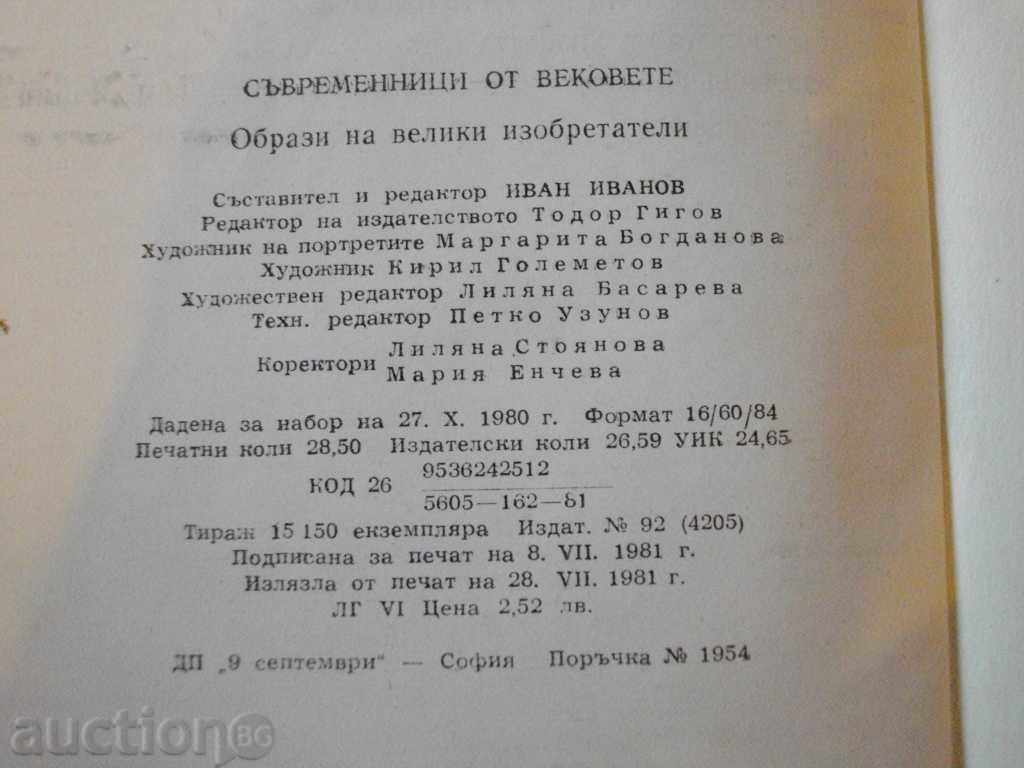 СЪВРЕМЕННИЦИ ОТ ВЕКОВЕТЕ
Образи на велики изобретатели
Съставител и редактор ИВАН ИВАНОВ
Редактор на издателството Тодор Гигов
Художник на портретите Маргарита Богданова
Художник Кирил Големетов
Художествен редактор Лиляна Басарева
Техн. редактор Петко Узунов
Коректори Лиляна Стоянова
Мария Енчева
Дадена за набор на 27. X. 1980 г. Формат 16/60/84
Печатни коли 28,50 Издателски коли 26,59 УИК 24,65
КОД 26 9536242512
5605—162—81
Тираж 15 150 екземпляра Издат. № 92 (4205)
Подписана за печат на 8. VII. 1981 г.
Излязла от печат на 28. VII. 1981 г.
ЛГ VI Цена 2,52 лв.
ДП „9 септември" — София Поръчка № 1954
auction BG